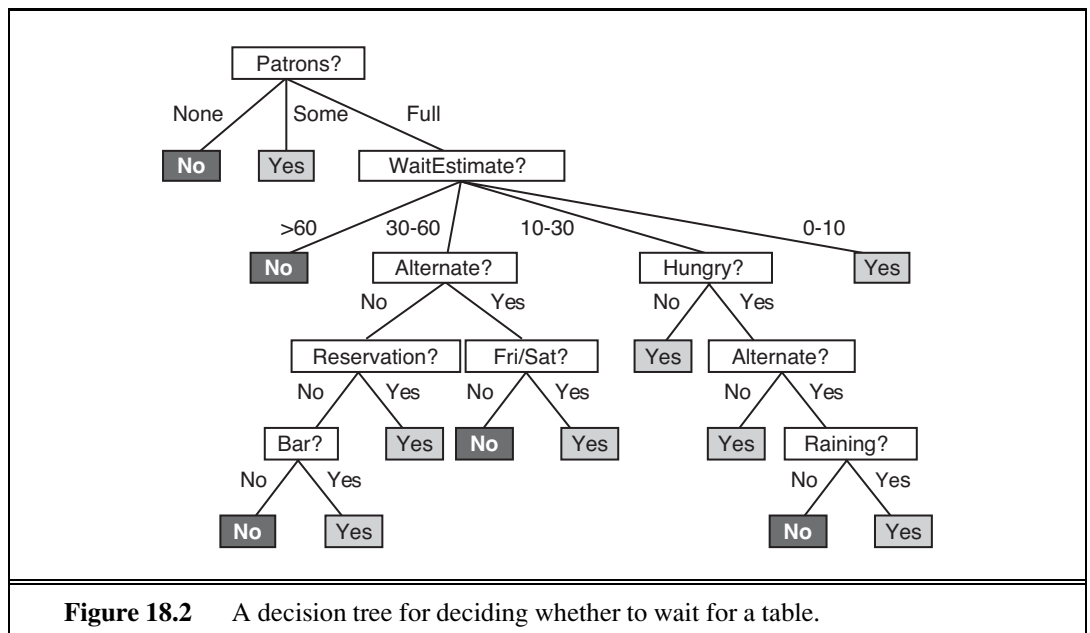 Patrons?
None Some Full
No Yes WaitEstimate?
>60 30-60 10-30 0-10
No Alternate? Hungry? Yes
No Yes No Yes
Reservation? Fri/Sat? Yes Alternate?
No Yes No Yes No Yes
Bar? Yes No Yes Yes Raining?
No Yes No Yes
No Yes No Yes
Figure 18.2 A decision tree for deciding whether to wait for a table.